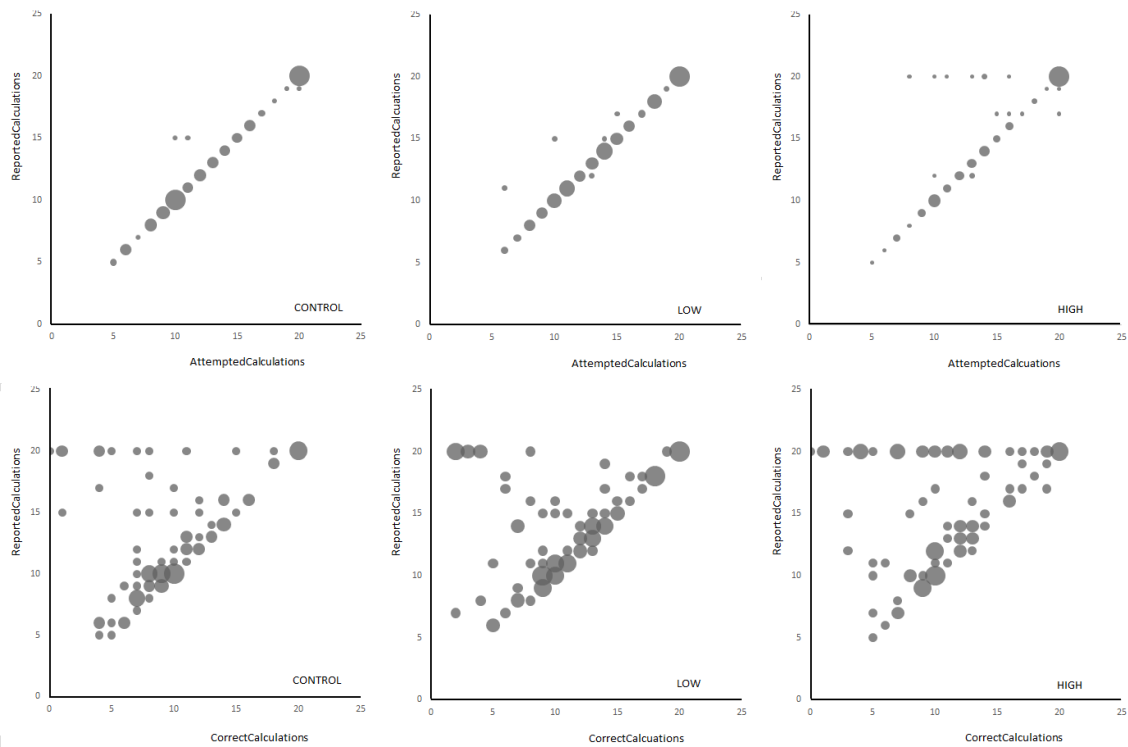 25
20
15
10
5
0
ReportedCalculations
0 5 10 15 20 25
AttemptedCalculations
CONTROL
25
20
15
10
5
0
ReportedCalcuations
0 5 10 15 20 25
AttemptedCalculations
LOW
25
20
15
10
5
0
ReportedCalculations
0 5 10 15 20 25
AttemptedCalcuations
HIGH
25
20
15
10
5
0
ReportedCalculations
0 5 10 15 20 25
CorrectCalculations
CONTROL
25
20
15
10
5
0
ReportedCalculations
0 5 10 15 20 25
CorrectCalcuations
LOW
25
20
15
10
5
0
ReportedCalculations
0 5 10 15 20 25
CorrectCalculations
HIGH